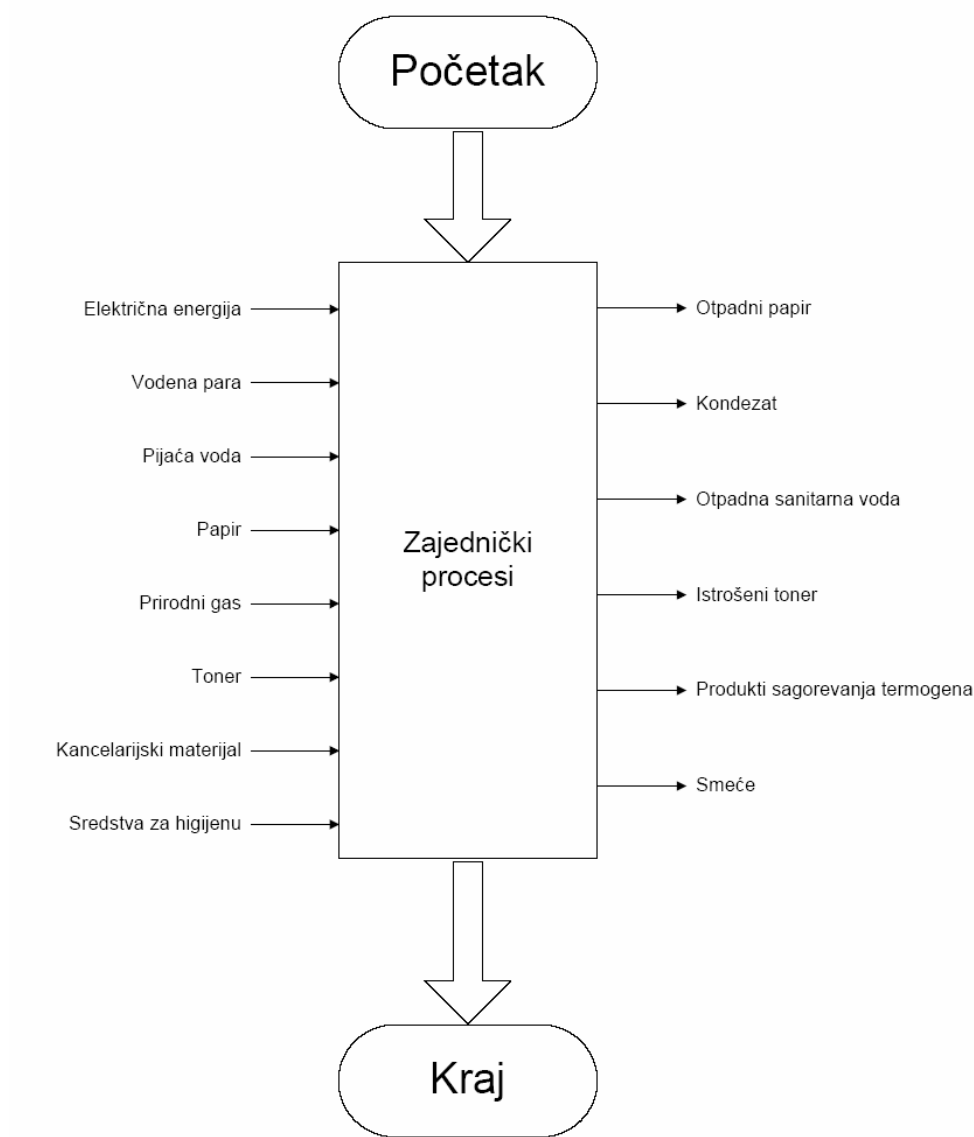 Početak
Električna energija
Vodena para
Pijaća voda
Papir
Prirodni gas
Toner
Kancelarijski materijal
Sredstva za higijenu
Zajednički
procesi
Otpadni papir
Kondezat
Otpadna sanitarna voda
Istrošeni toner
Produkti sagorevanja termogena
Smeće
Kraj